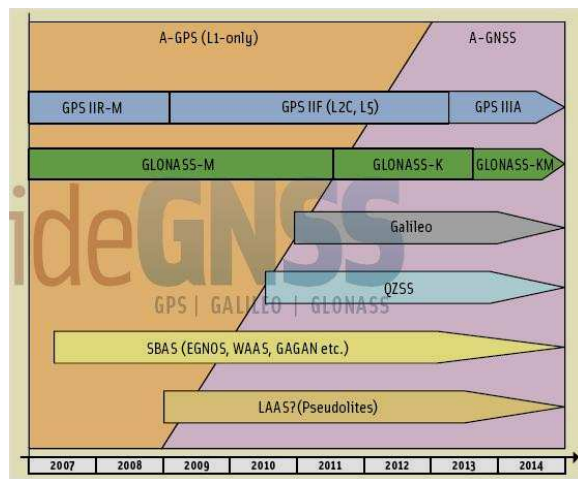 A-GPS (L1-only) A-GNSS
GPS IIR-M GPS IIF (L2C, L5) GPS IIIA
GLONASS-M GLONASS-K GLONASS-KM
Galileo
ideGNSS
QZSS
GPS | GALILEO | GLONASS
SBAS (EGNOS, WAAS, GAGAN etc.)
LAAS?(Pseudolites)
2007 2008 2009 2010 2011 2012 2013 2014